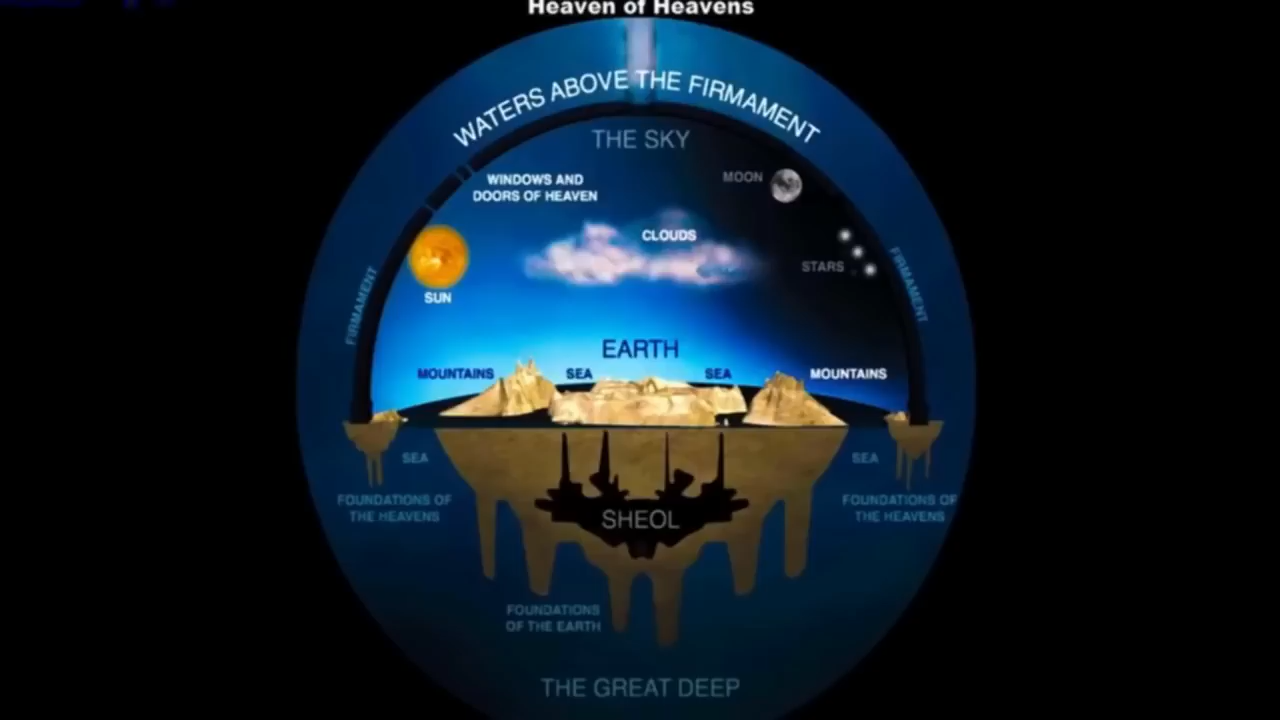 Heaven of Heavens
WATERS ABOVE THE FIRMAMENT
THE SKY
WINDOWS AND
DOORS OF HEAVEN
MOON
CLOUDS
STARS
SUN
FIRMAMENT
FIRMAMENT
EARTH
MOUNTAINS
SEA
SEA
MOUNTAINS
SEA
SEA
FOUNDATIONS OF
THE HEAVENS
FOUNDATIONS OF
THE HEAVENS
SHEOL
FOUNDATIONS
OF THE EARTH
THE GREAT DEEP